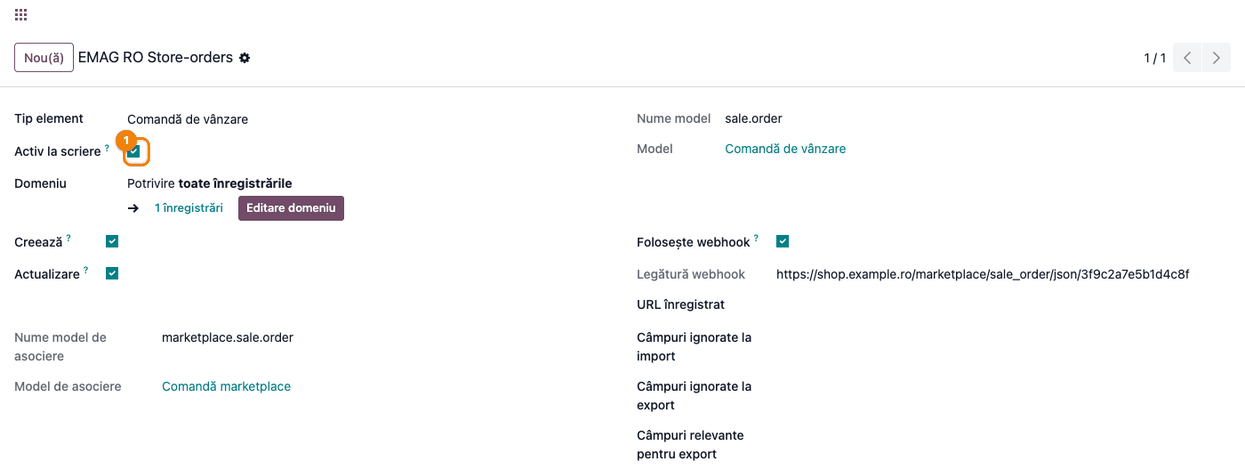 Nou(ă) EMAG RO Store-orders 1 / 1
Tip element Comandă de vânzare
Nume model sale.order
1
Activ la scriere ?
Model Comandă de vânzare
Domeniu Potrivire toate înregistrările
→ 1 înregistrări Editare domeniu
Creează ?
Folosește webhook ?
Actualizare ?
Legătură webhook https://shop.example.ro/marketplace/sale_order/json/3f9c2a7e5b1d4c8f
URL înregistrat
Nume model de
asociere
marketplace.sale.order
Câmpuri ignorate la
import
Model de asociere Comandă marketplace
Câmpuri ignorate la
export
Câmpuri relevante
pentru export